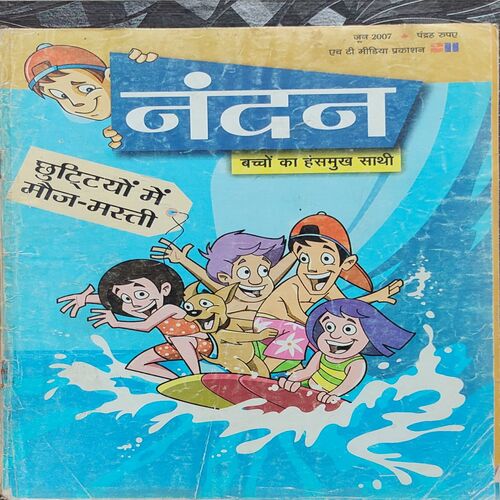 जून 2007 ★ पंद्रह रुपए
एच टी मीडिया प्रकाशन
नंदन
बच्चों का हंसमुख साथी
छुट्टियों में
मौज-मस्ती